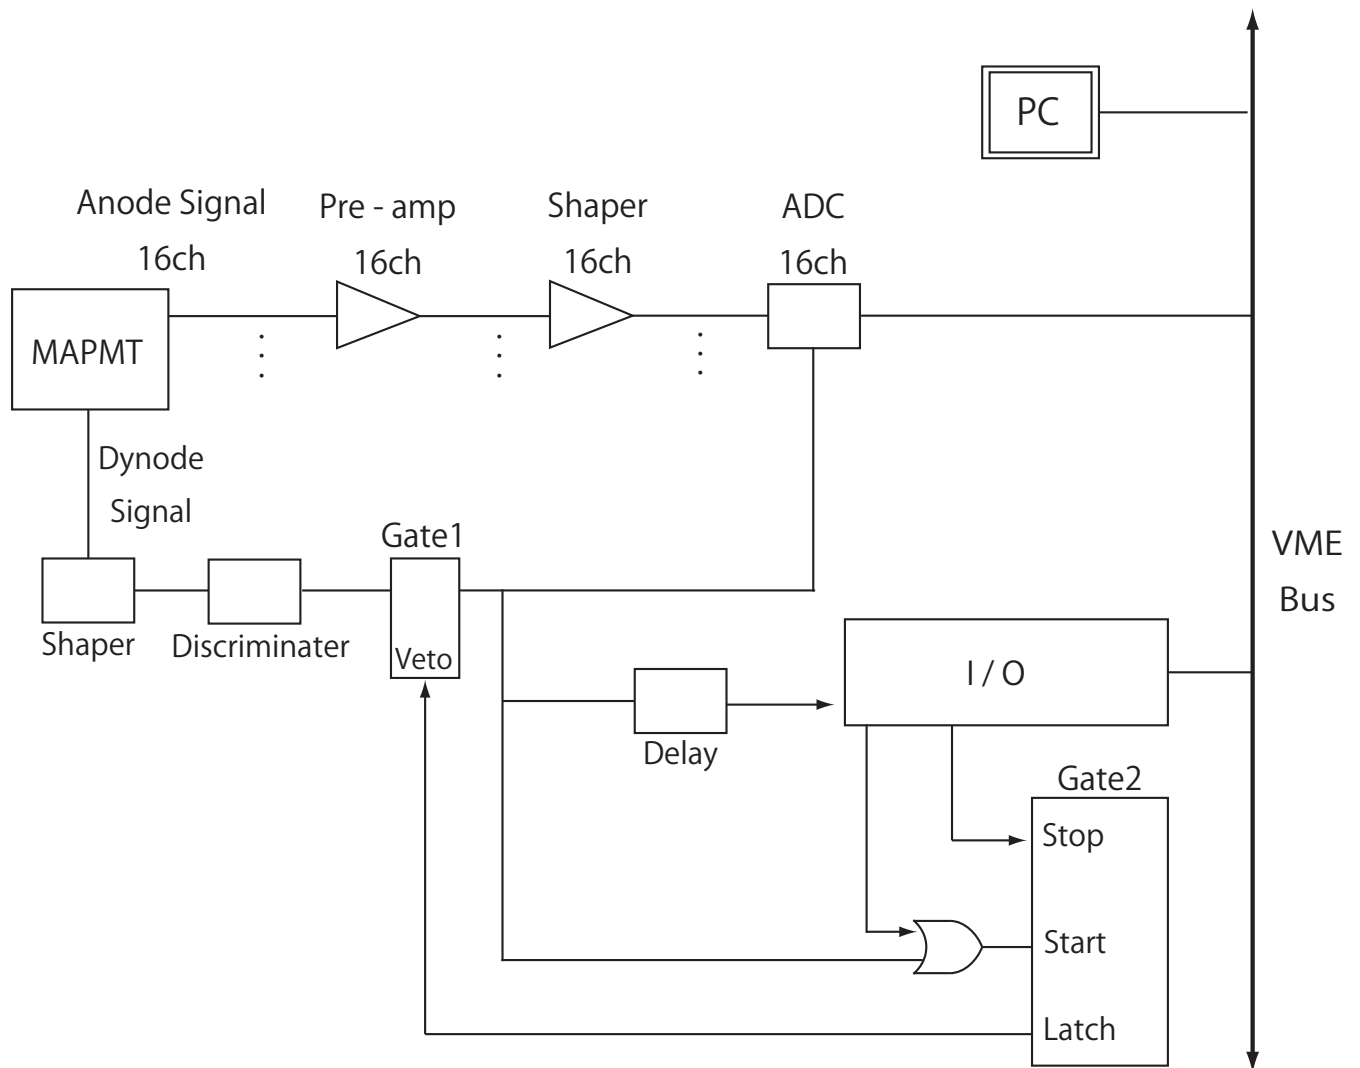 PC
Anode Signal
16ch
Pre - amp
16ch
Shaper
16ch
ADC
16ch
MAPMT
Dynode
Signal
Gate1
Veto
Shaper
Discriminater
VME
Bus
I / O
Delay
Gate2
Stop
Start
Latch